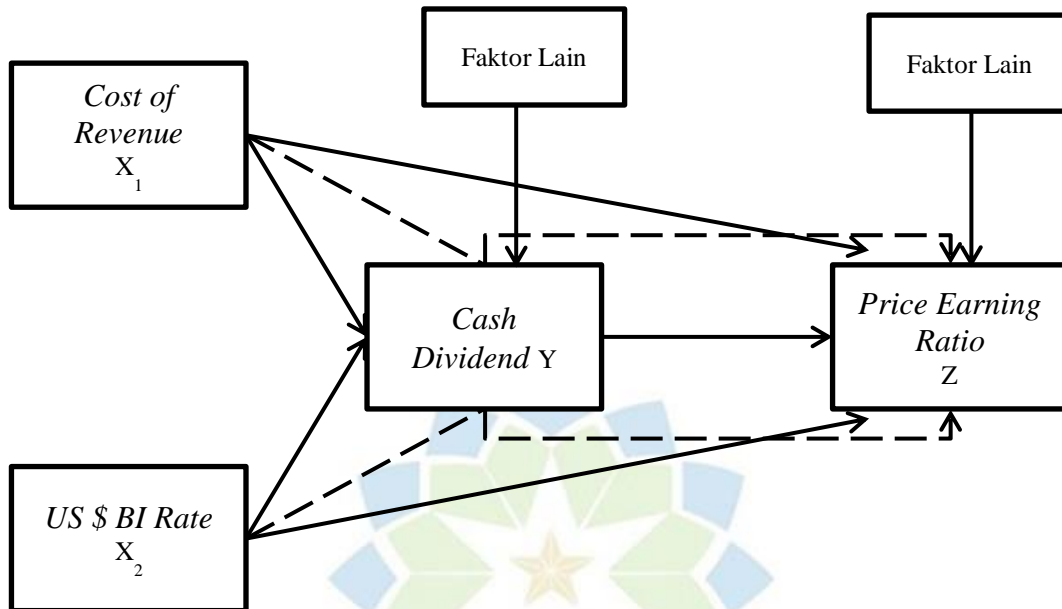 Faktor Lain
Faktor Lain
Cost of
Revenue
X₁
Cash
Dividend Y
Price Earning
Ratio
Z
US $ BI Rate
X₂